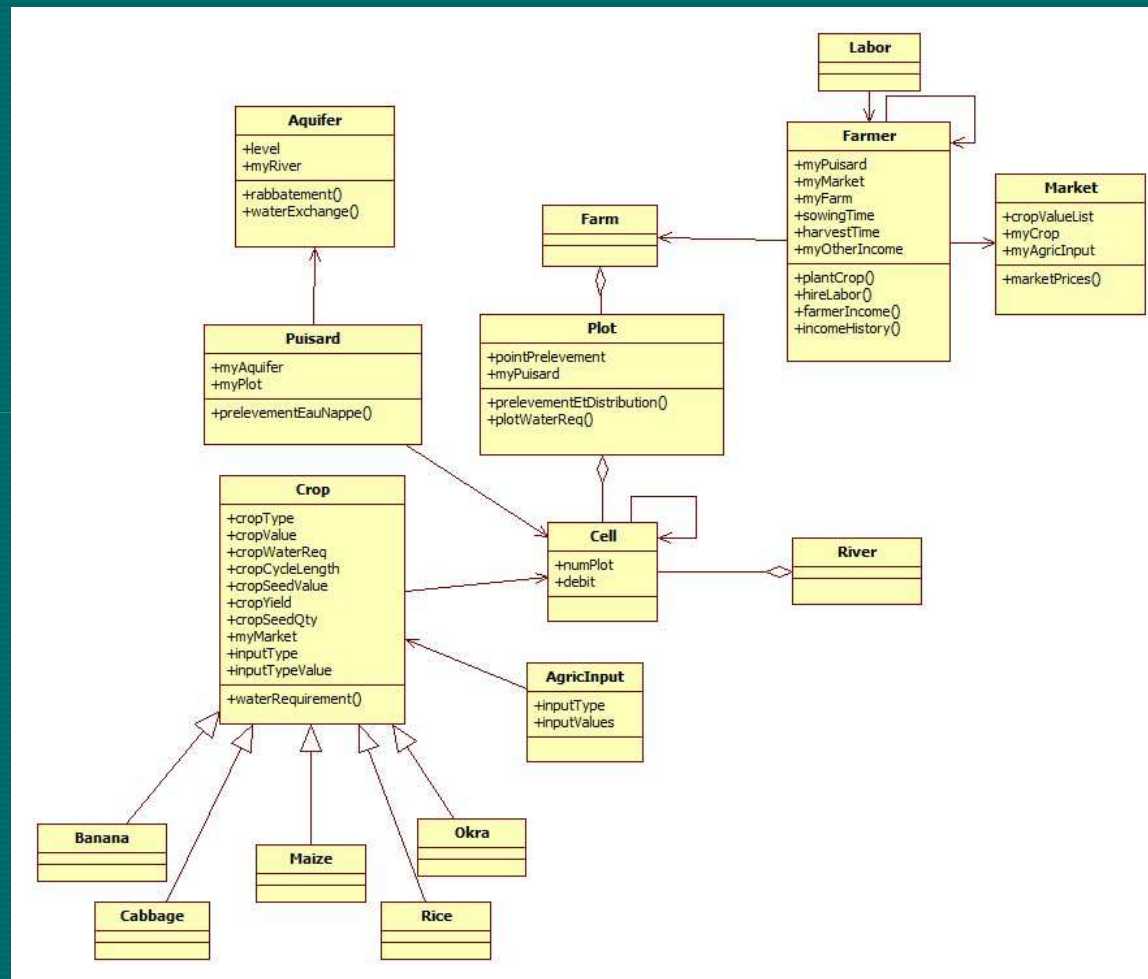 Labor
Aquifer
+level
+myRiver
+rabbatement()
+waterExchange()
Farmer
+myPuisard
+myMarket
+myFarm
+sowingTime
+harvestTime
+myOtherIncome
+plantCrop()
+hireLabor()
+farmerIncome()
+incomeHistory()
Market
+cropValueList
+myCrop
+myAgricInput
+marketPrices()
Farm
Puisard
+myAquifer
+myPlot
+prelevementEauNappe()
Plot
+pointPrelevement
+myPuisard
+prelevementEtDistribution()
+plotWaterReq()
Crop
+cropType
+cropValue
+cropWaterReq
+cropCycleLength
+cropSeedValue
+cropYield
+cropSeedQty
+myMarket
+inputType
+inputTypeValue
+waterRequirement()
Cell
+numPlot
+debit
River
AgricInput
+inputType
+inputValues
Banana
Cabbage
Maize
Rice
Okra